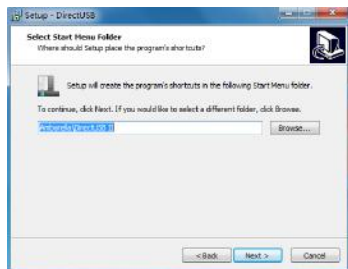 Setup - DirectUSB
Select Start Menu Folder
Where should Setup place the program's shortcuts?
Setup will create the program's shortcuts in the following Start Menu folder.
To continue, click Next. If you would like to select a different folder, click Browse.
Browse...
< Back
Next >
Cancel